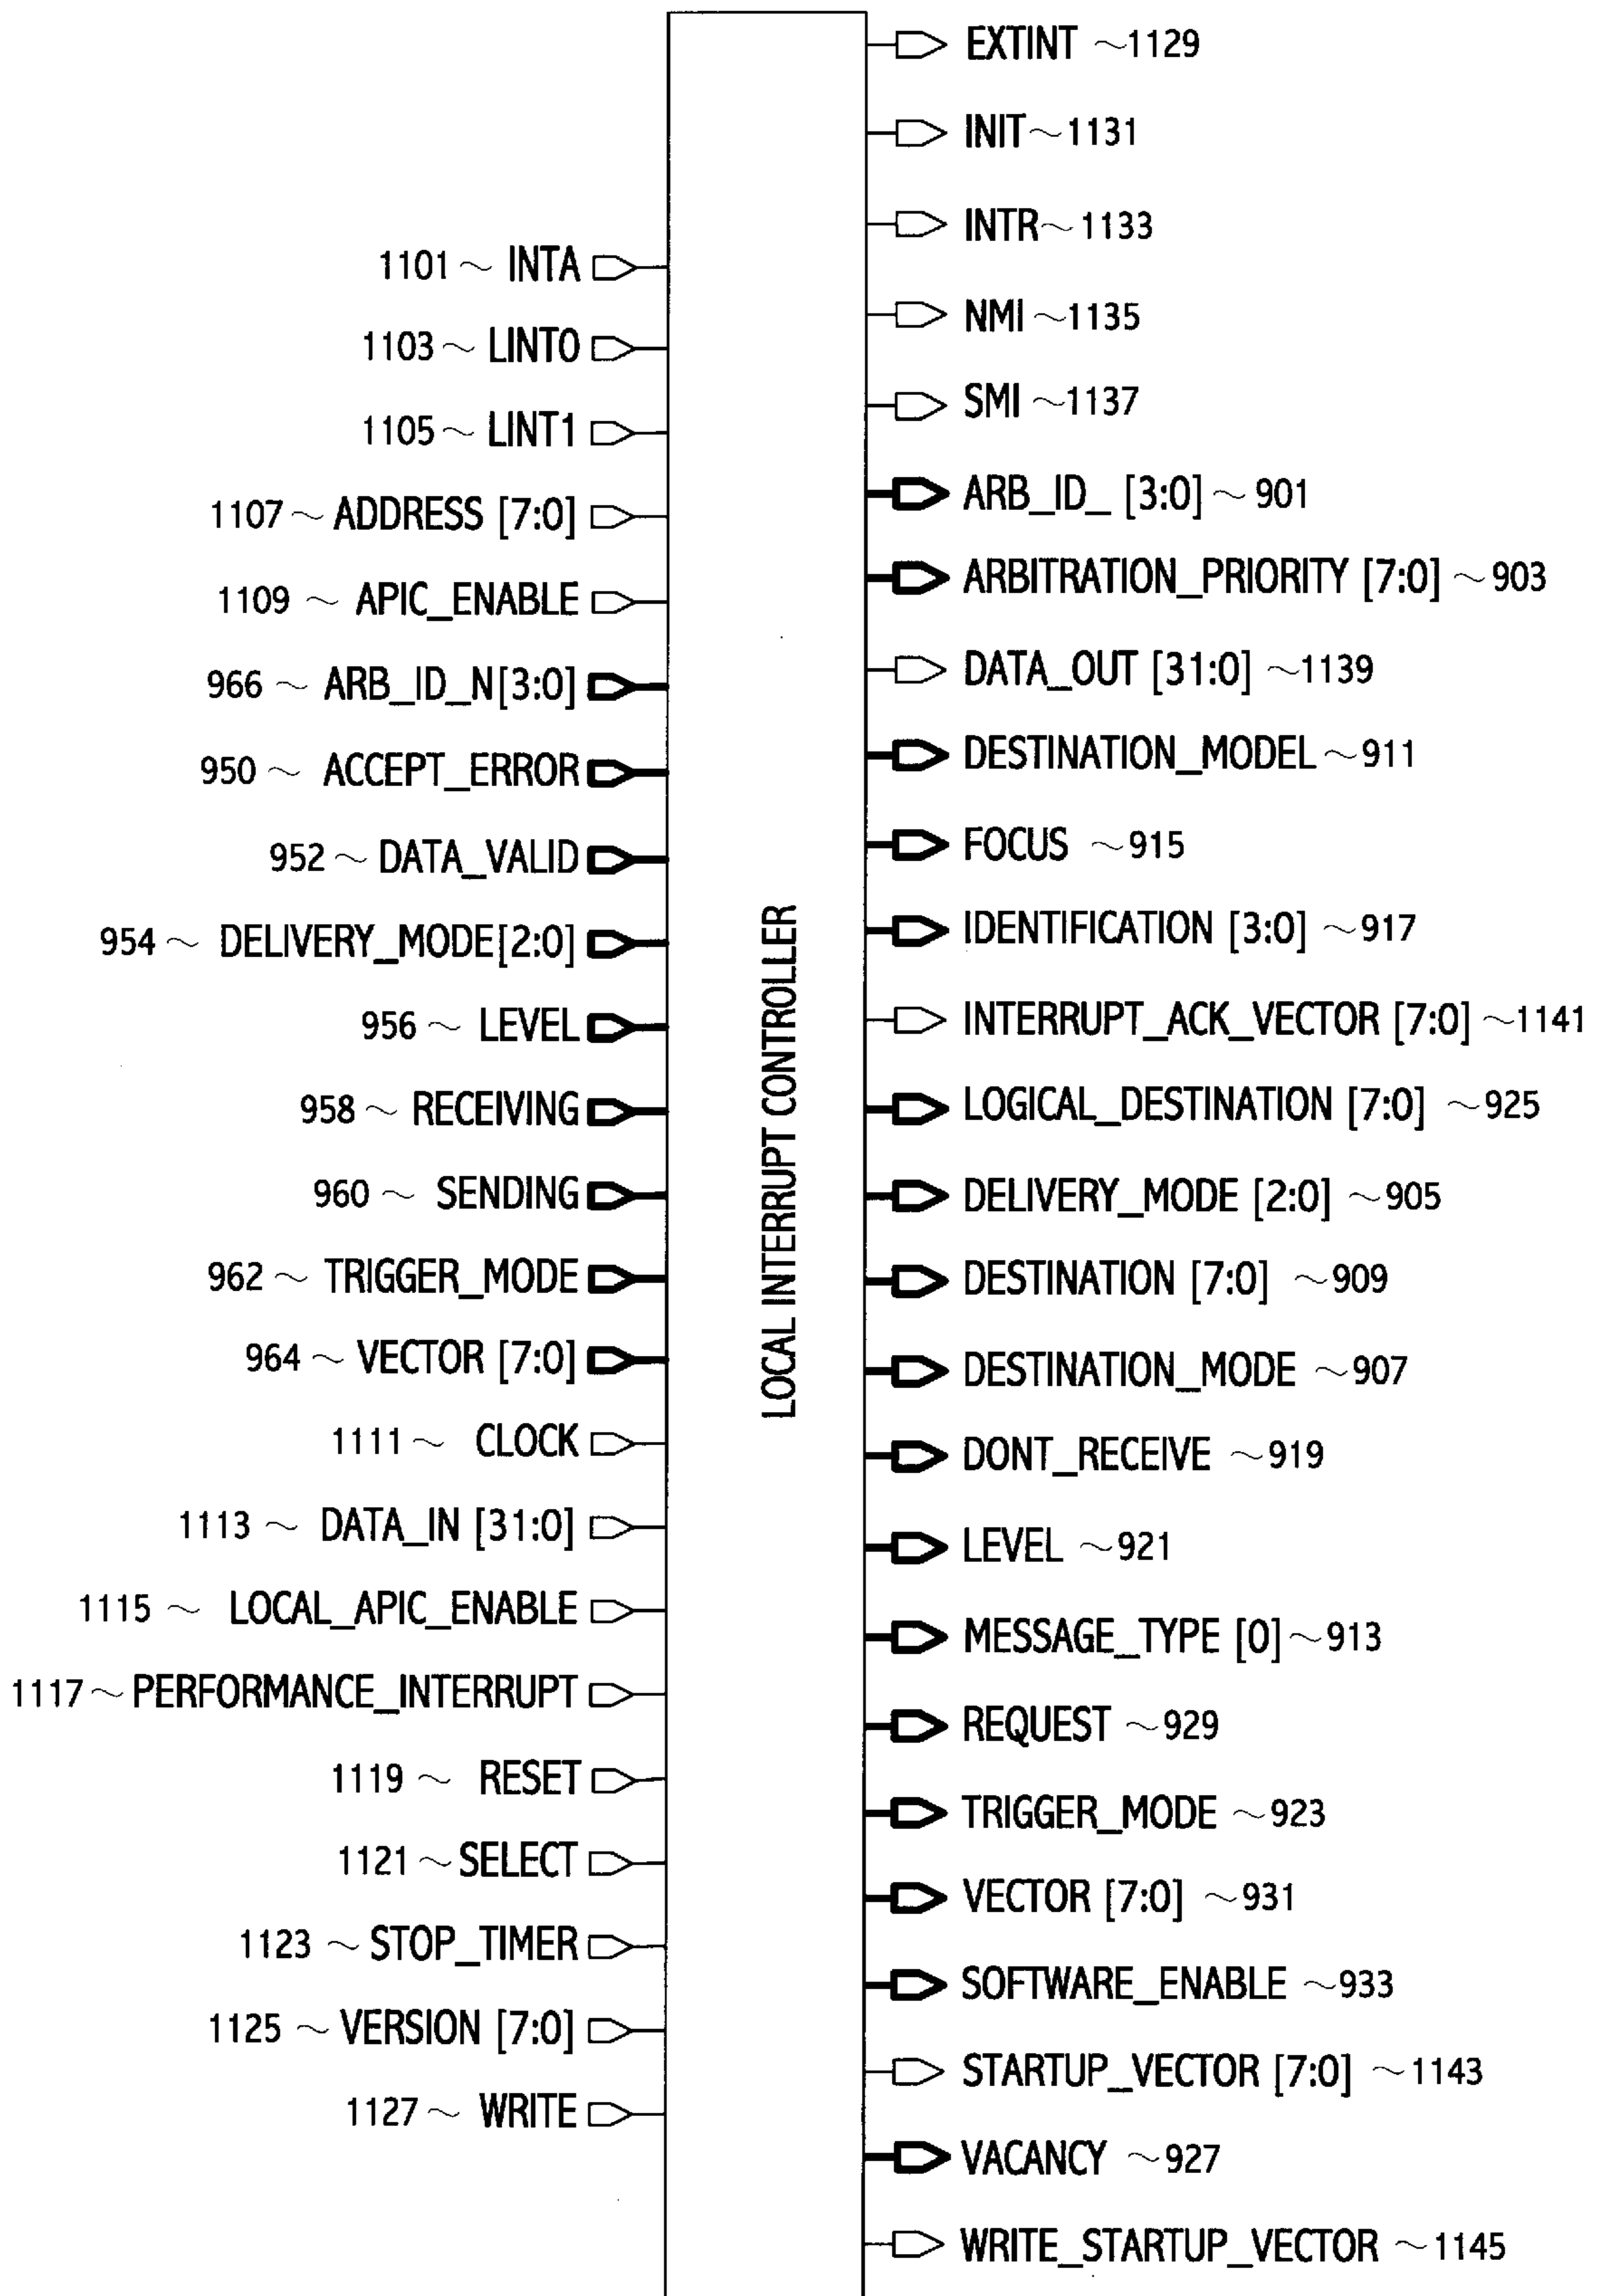 1101 ~ INTA
1103 ~ LINT0
1105 ~ LINT1
1107 ~ ADDRESS [7:0]
1109 ~ APIC_ENABLE
966 ~ ARB_ID_N[3:0]
950 ~ ACCEPT_ERROR
952 ~ DATA_VALID
954 ~ DELIVERY_MODE[2:0]
956 ~ LEVEL
958 ~ RECEIVING
960 ~ SENDING
962 ~ TRIGGER_MODE
964 ~ VECTOR [7:0]
1111 ~ CLOCK
1113 ~ DATA_IN [31:0]
1115 ~ LOCAL_APIC_ENABLE
1117 ~ PERFORMANCE_INTERRUPT
1119 ~ RESET
1121 ~ SELECT
1123 ~ STOP_TIMER
1125 ~ VERSION [7:0]
1127 ~ WRITE
LOCAL INTERRUPT CONTROLLER
EXTINT ~1129
INIT ~1131
INTR ~1133
NMI ~1135
SMI ~1137
ARB_ID_ [3:0] ~ 901
ARBITRATION_PRIORITY [7:0] ~903
DATA_OUT [31:0] ~1139
DESTINATION_MODEL ~911
FOCUS ~915
IDENTIFICATION [3:0] ~917
INTERRUPT_ACK_VECTOR [7:0] ~1141
LOGICAL_DESTINATION [7:0] ~925
DELIVERY_MODE [2:0] ~905
DESTINATION [7:0] ~909
DESTINATION_MODE ~907
DONT_RECEIVE ~919
LEVEL ~921
MESSAGE_TYPE [0] ~913
REQUEST ~929
TRIGGER_MODE ~923
VECTOR [7:0] ~931
SOFTWARE_ENABLE ~933
STARTUP_VECTOR [7:0] ~1143
VACANCY ~927
WRITE_STARTUP_VECTOR ~1145